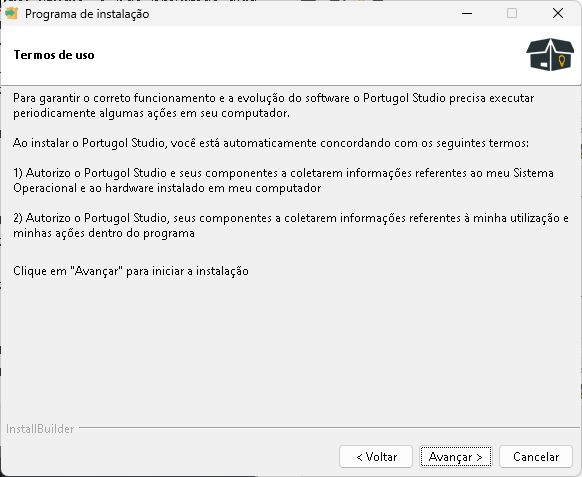 Programa de instalação
Termos de uso
Para garantir o correto funcionamento e a evolução do software o Portugol Studio precisa executar
periodicamente algumas ações em seu computador.
Ao instalar o Portugol Studio, você está automaticamente concordando com os seguintes termos:
1) Autorizo o Portugol Studio e seus componentes a coletarem informações referentes ao meu Sistema
Operacional e ao hardware instalado em meu computador
2) Autorizo o Portugol Studio, seus componentes a coletarem informações referentes à minha utilização e
minhas ações dentro do programa
Clique em "Avançar" para iniciar a instalação
InstallBuilder
< Voltar
Avançar >
Cancelar